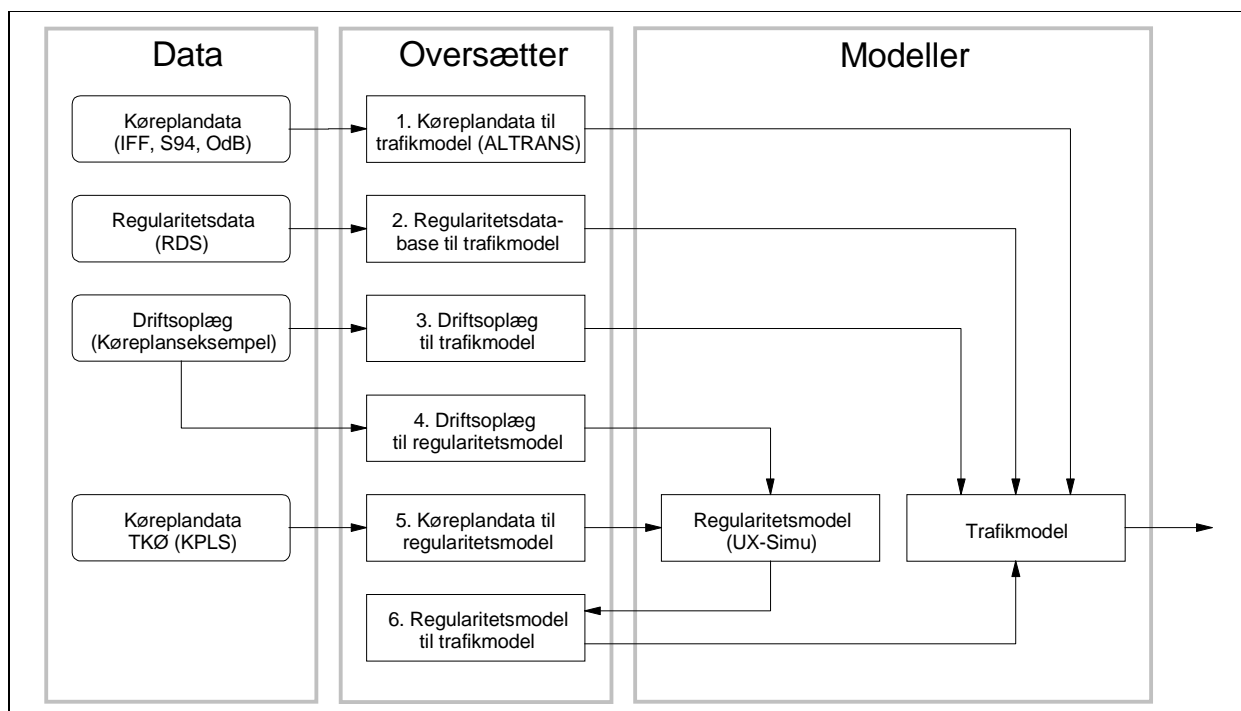 Data
Oversætter
Modeller
Køreplandata
(IFF, S94, OdB)
1. Køreplandata til
trafikmodel (ALTRANS)
Regularitetsdata
(RDS)
2. Regularitetsdata-
base til trafikmodel
Driftsoplæg
(Køreplanseksempel)
3. Driftsoplæg
til trafikmodel
4. Driftsoplæg
til regularitetsmodel
Køreplandata
TKØ (KPLS)
5. Køreplandata til
regularitetsmodel
Regularitetsmodel
(UX-Simu)
Trafikmodel
6. Regularitetsmodel
til trafikmodel